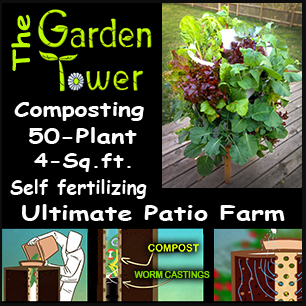 The
Garden
Tower
Composting
50-Plant
4-Sq.ft.
Self fertilizing
Ultimate Patio Farm
COMPOST
WORM CASTINGS